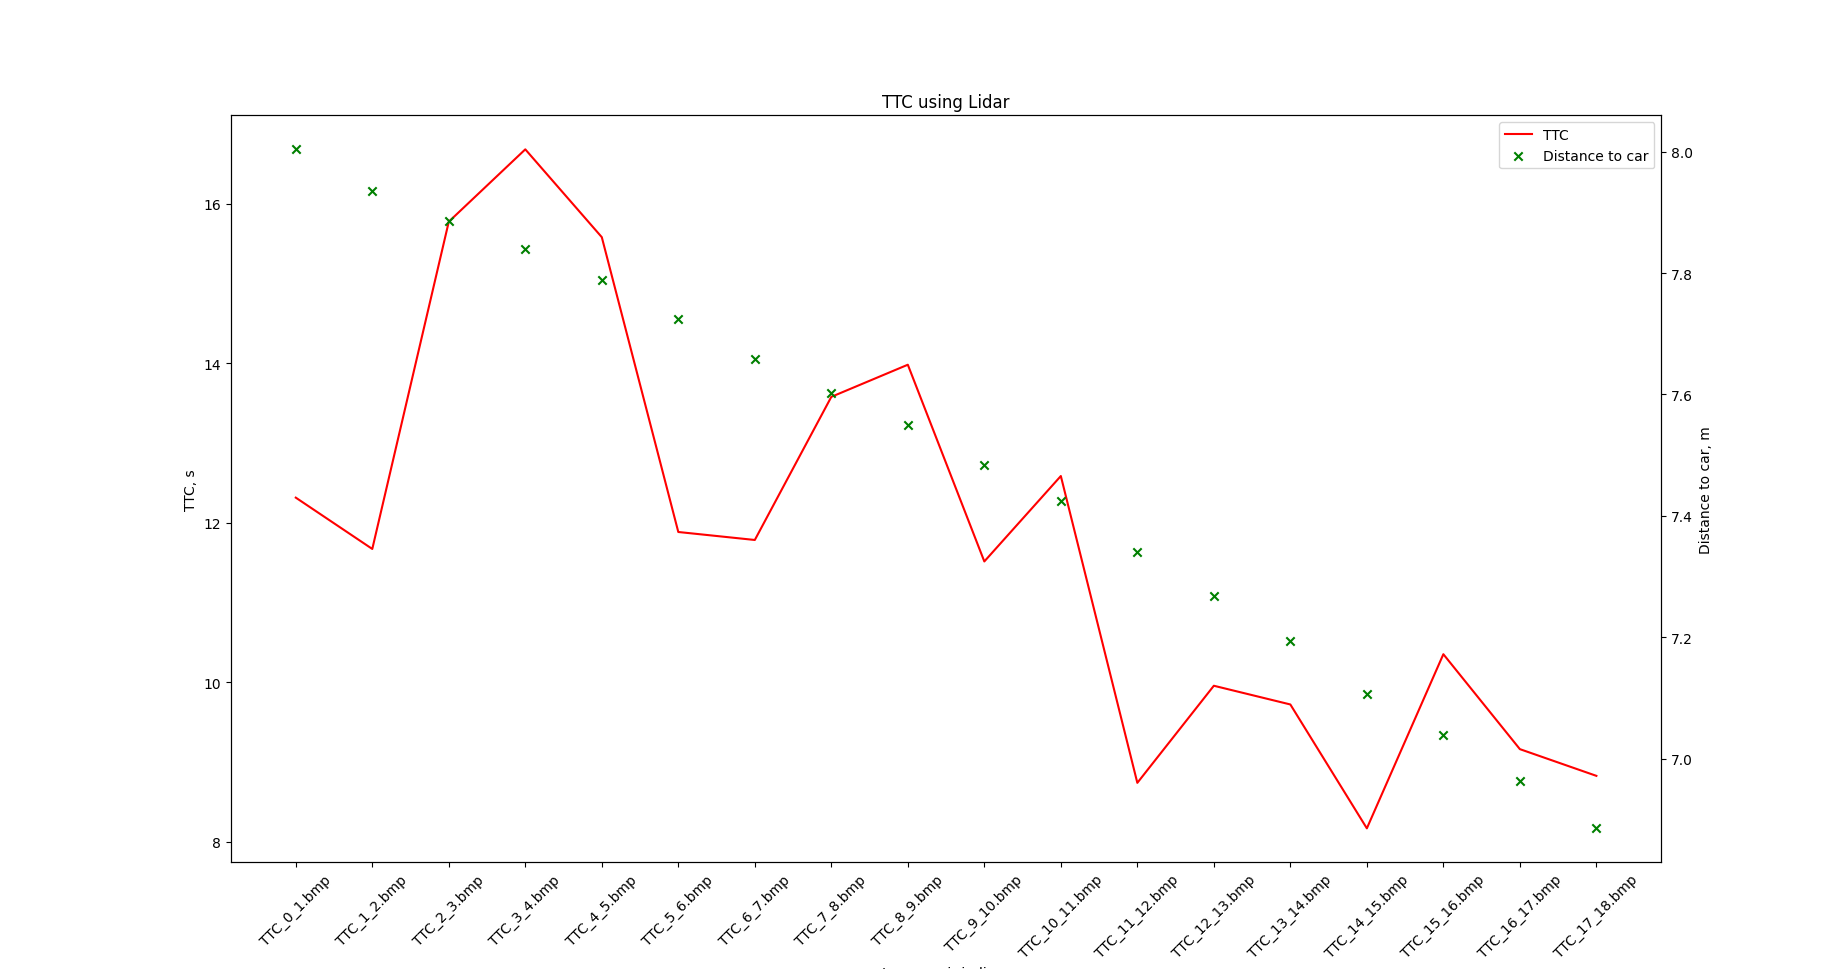 TTC using Lidar
TTC
Distance to car
16
14
12
10
8
TTC, s
8.0
7.8
7.6
7.4
7.2
7.0
Distance to car, m
TTC_0_1.bmp
TTC_1_2.bmp
TTC_2_3.bmp
TTC_3_4.bmp
TTC_4_5.bmp
TTC_5_6.bmp
TTC_6_7.bmp
TTC_7_8.bmp
TTC_8_9.bmp
TTC_9_10.bmp
TTC_10_11.bmp
TTC_11_12.bmp
TTC_12_13.bmp
TTC_13_14.bmp
TTC_14_15.bmp
TTC_15_16.bmp
TTC_16_17.bmp
TTC_17_18.bmp